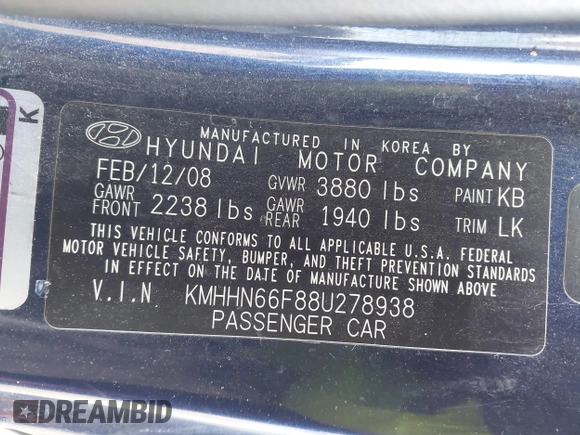 K
MANUFACTURED IN KOREA BY
HYUNDAI MOTOR COMPANY
FEB/12/08 GVWR 3880 lbs PAINT KB
GAWR FRONT 2238 lbs GAWR REAR 1940 lbs TRIM LK
THIS VEHICLE CONFORMS TO ALL APPLICABLE U.S.A. FEDERAL
MOTOR VEHICLE SAFETY, BUMPER, AND THEFT PREVENTION STANDARDS
IN EFFECT ON THE DATE OF MANUFACTURE SHOWN ABOVE
V.I.N. KMHHN66F88U278938
PASSENGER CAR
DREAMBID